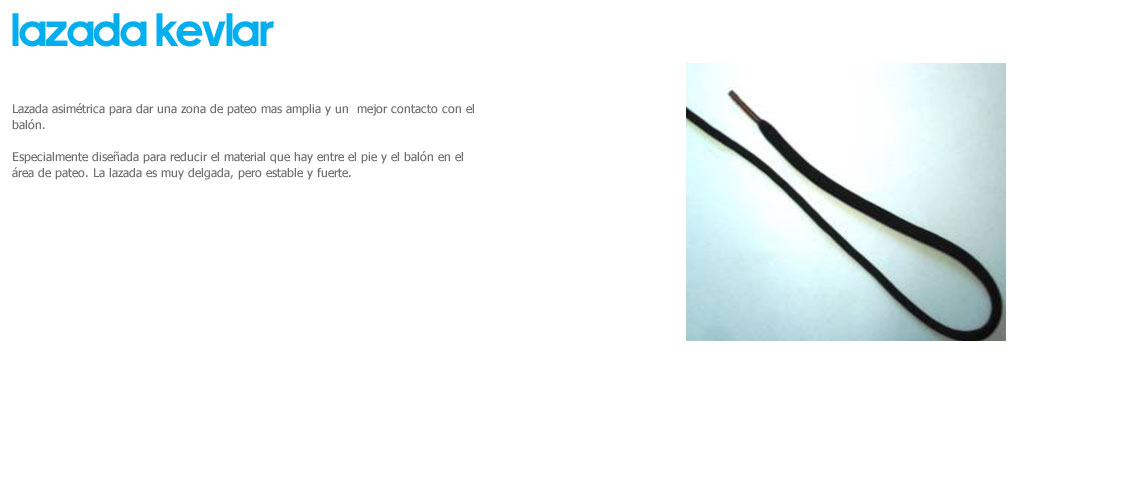 lazada kevlar
Lazada asimétrica para dar una zona de pateo mas amplia y un  mejor contacto con el
balón.
Especialmente diseñada para reducir el material que hay entre el pie y el balón en el
área de pateo. La lazada es muy delgada, pero estable y fuerte.